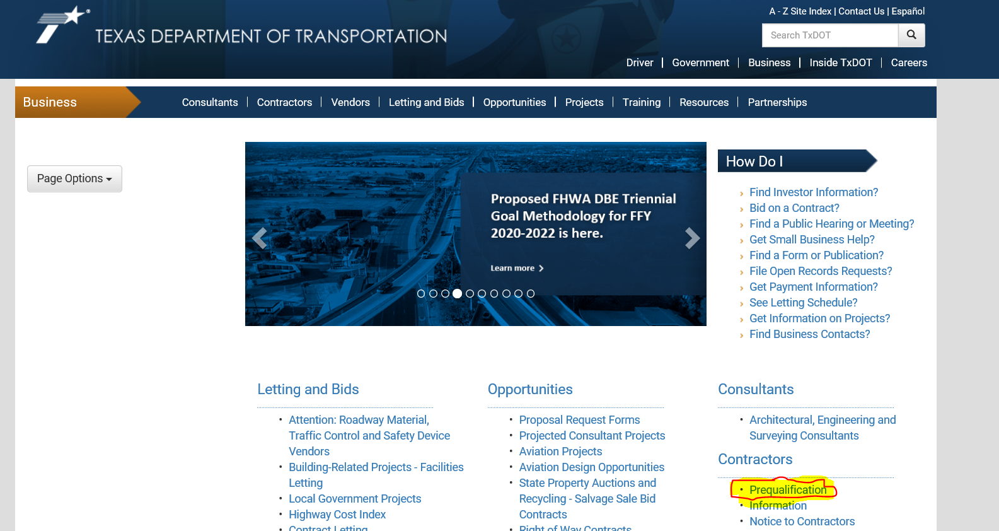 A - Z Site Index | Contact Us | Español
TEXAS DEPARTMENT OF TRANSPORTATION
Search TxDOT
Driver | Government | Business | Inside TxDOT | Careers
Business
Consultants | Contractors | Vendors | Letting and Bids | Opportunities | Projects | Training | Resources | Partnerships
Page Options
Proposed FHWA DBE Triennial
Goal Methodology for FFY
2020-2022 is here.
Learn more
How Do I
Find Investor Information?
Bid on a Contract?
Find a Public Hearing or Meeting?
Get Small Business Help?
Find a Form or Publication?
File Open Records Requests?
Get Payment Information?
See Letting Schedule?
Get Information on Projects?
Find Business Contacts?
Letting and Bids
Attention: Roadway Material,
Traffic Control and Safety Device
Vendors
Building-Related Projects - Facilities
Letting
Local Government Projects
Highway Cost Index
Contract Letting
Opportunities
Proposal Request Forms
Projected Consultant Projects
Aviation Projects
Aviation Design Opportunities
State Property Auctions and
Recycling - Salvage Sale Bid
Contracts
Right of Way Contracts
Consultants
Architectural, Engineering and
Surveying Consultants
Contractors
Prequalification
Information
Notice to Contractors